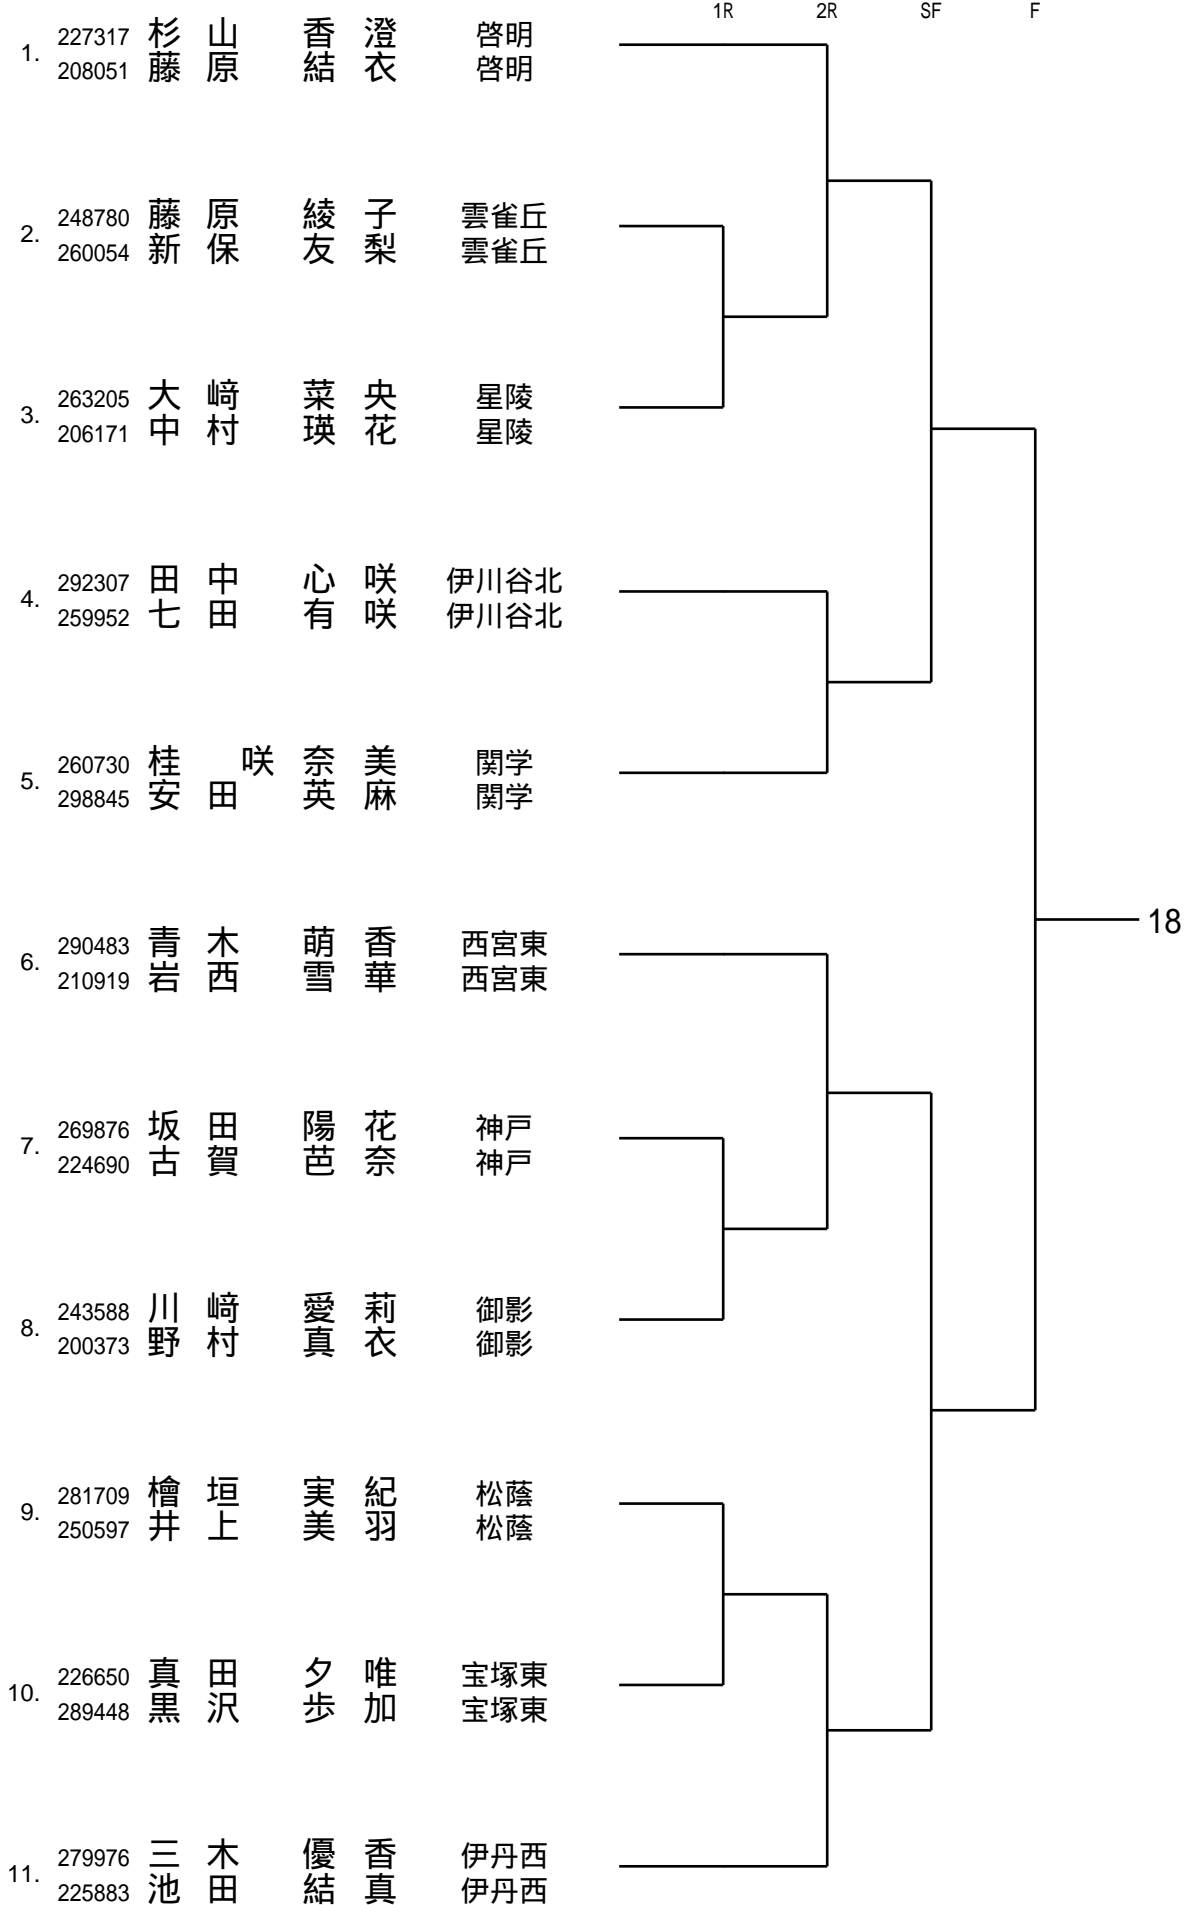 1R 2R SF F
1. 227317 杉山 香澄 啓明
208051 藤原 結衣 啓明
2. 248780 藤原 綾子 雲雀丘
260054 新保 友梨 雲雀丘
3. 263205 大﨑 菜央 星陵
206171 中村 瑛花 星陵
4. 292307 田中 心咲 伊川谷北
259952 七田 有咲 伊川谷北
5. 260730 桂 咲奈美 関学
298845 安田 英麻 関学
18
6. 290483 青木 萌香 西宮東
210919 岩西 雪華 西宮東
7. 269876 坂田 陽花 神戸
224690 古賀 芭奈 神戸
8. 243588 川﨑 愛莉 御影
200373 野村 真衣 御影
9. 281709 檜垣 実紀 松蔭
250597 井上 美羽 松蔭
10. 226650 真田 夕唯 宝塚東
289448 黒沢 歩加 宝塚東
11. 279976 三木 優香 伊丹西
225883 池田 結真 伊丹西